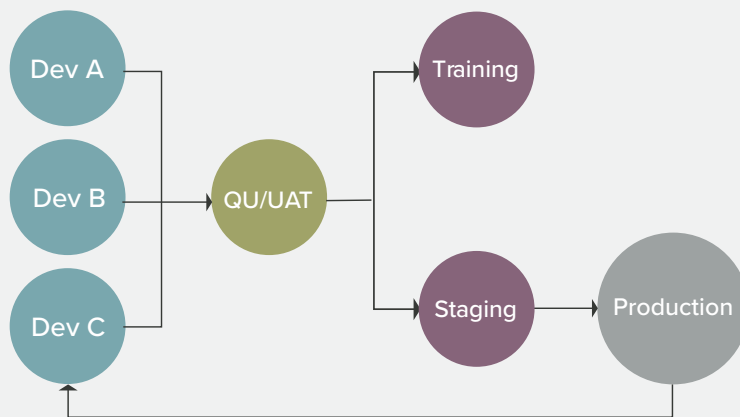 Dev A
Training
Dev B
QU/UAT
Dev C
Staging
Production